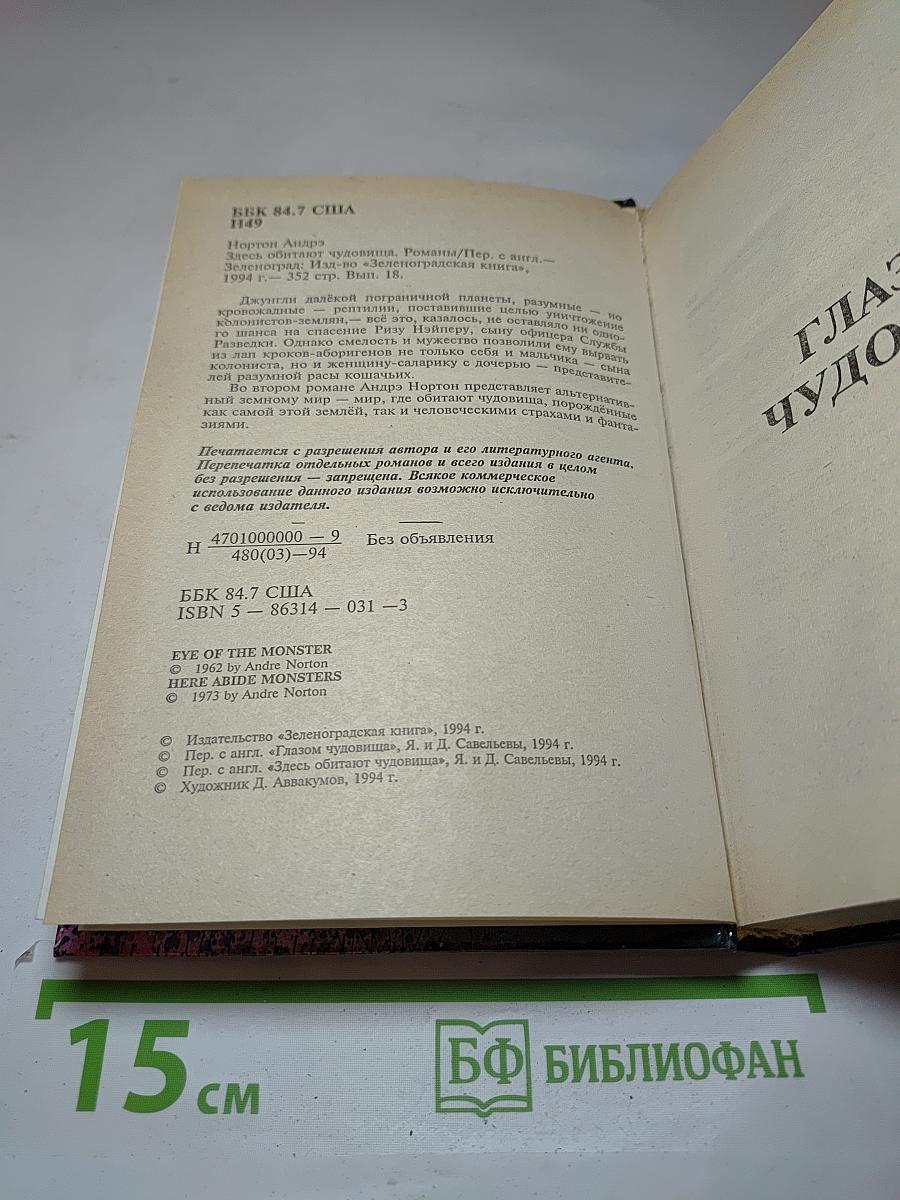 ББК 84.7 США
Н49
Нортон Андрэ
Здесь обитают чудовища. Романы/Пер. с англ.—
Зеленоград: Изд-во «Зеленоградская книга»,
1994 г.— 352 стр. Вып. 18.
Джунгли далёкой пограничной планеты, разумные — но
кровожадные — рептилии, поставившие целью уничтожение
колонистов-землян,— всё это, казалось, не оставляло ни одно-
го шанса на спасение Ризу Нэйперу, сыну офицера Службы
Разведки. Однако смелость и мужество позволили ему вырвать
из лап кроков-аборигенов не только себя и мальчика — сына
колониста, но и женщину-саларику с дочерью — представите-
лей разумной расы кошачьих.
Во втором романе Андрэ Нортон представляет альтернатив-
ный земному мир — мир, где обитают чудовища, порождённые
как самой этой землёй, так и человеческими страхами и фанта-
зиями.
Печатается с разрешения автора и его литературного агента.
Перепечатка отдельных романов и всего издания в целом
без разрешения — запрещена. Всякое коммерческое
использование данного издания возможно исключительно
с ведома издателя.
Н 4701000000 — 9 Без объявления
480(03)—94
ББК 84.7 США
ISBN 5 — 86314 — 031 —3
EYE OF THE MONSTER
© 1962 by Andre Norton
HERE ABIDE MONSTERS
© 1973 by Andre Norton
© Издательство «Зеленоградская книга», 1994 г.
© Пер. с англ. «Глазом чудовища», Я. и Д. Савельевы, 1994 г.
© Пер. с англ. «Здесь обитают чудовища», Я. и Д. Савельевы, 1994 г.
© Художник Д. Аввакумов, 1994 г.
ГЛАЗ
ЧУДО
15 см
БФ БИБЛИОФАН